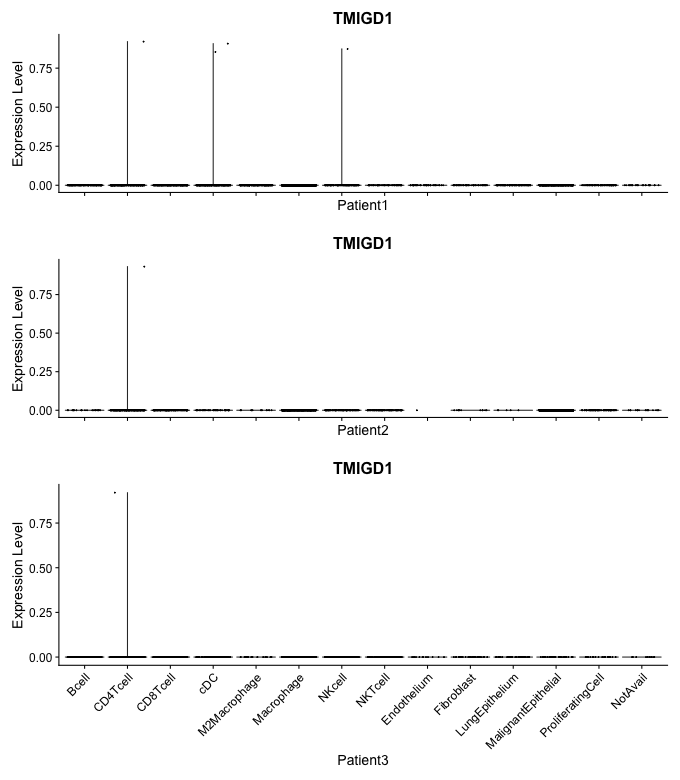 TMIGD1
Expression Level
0.75
0.50
0.25
0.00
Patient1
TMIGD1
Expression Level
0.75
0.50
0.25
0.00
Patient2
TMIGD1
Expression Level
0.75
0.50
0.25
0.00
Bcell
CD4Tcell
CD8Tcell
cDC
M2Macrophage
Macrophage
NKcell
NKTcell
Endothelium
Fibroblast
LungEpithelium
MalignantEpithelial
ProliferatingCell
NotAvail
Patient3